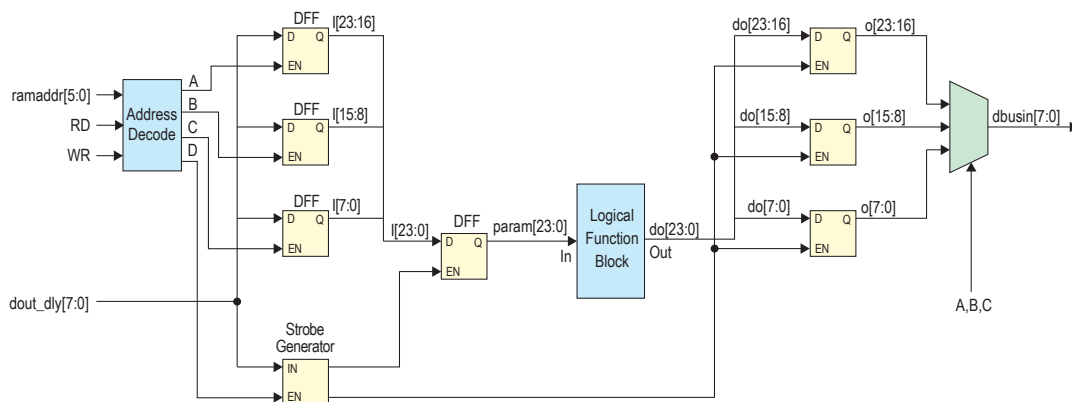 DFF
I[23:16]
D Q
EN
ramaddr[5:0]
RD
WR
Address
Decode
A
B
C
D
DFF
I[15:8]
D Q
EN
DFF
I[7:0]
D Q
EN
dout_dly[7:0]
Strobe
Generator
IN
EN
I[23:0]
DFF
D Q
EN
param[23:0]
In
Logical
Function
Block
do[23:0]
Out
do[23:16]
D Q
EN
o[23:16]
do[15:8]
D Q
EN
o[15:8]
do[7:0]
D Q
EN
o[7:0]
dbusin[7:0]
A,B,C